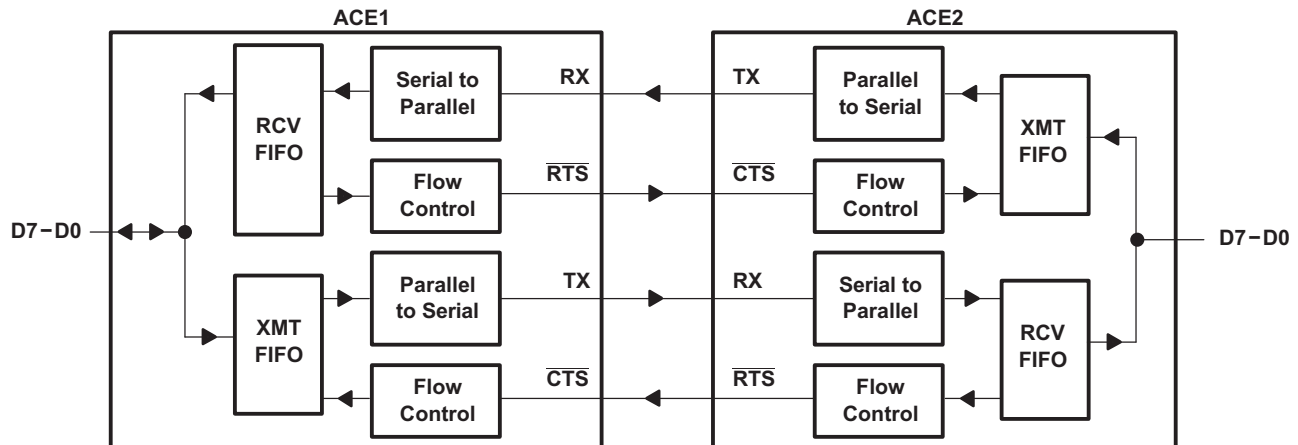 ACE1
ACE2
RCV
FIFO
Serial to
Parallel
RX
TX
Parallel
to Serial
XMT
FIFO
Flow
Control
RTS
CTS
Flow
Control
D7–D0
D7–D0
XMT
FIFO
Parallel
to Serial
TX
RX
Serial to
Parallel
RCV
FIFO
Flow
Control
CTS
RTS
Flow
Control